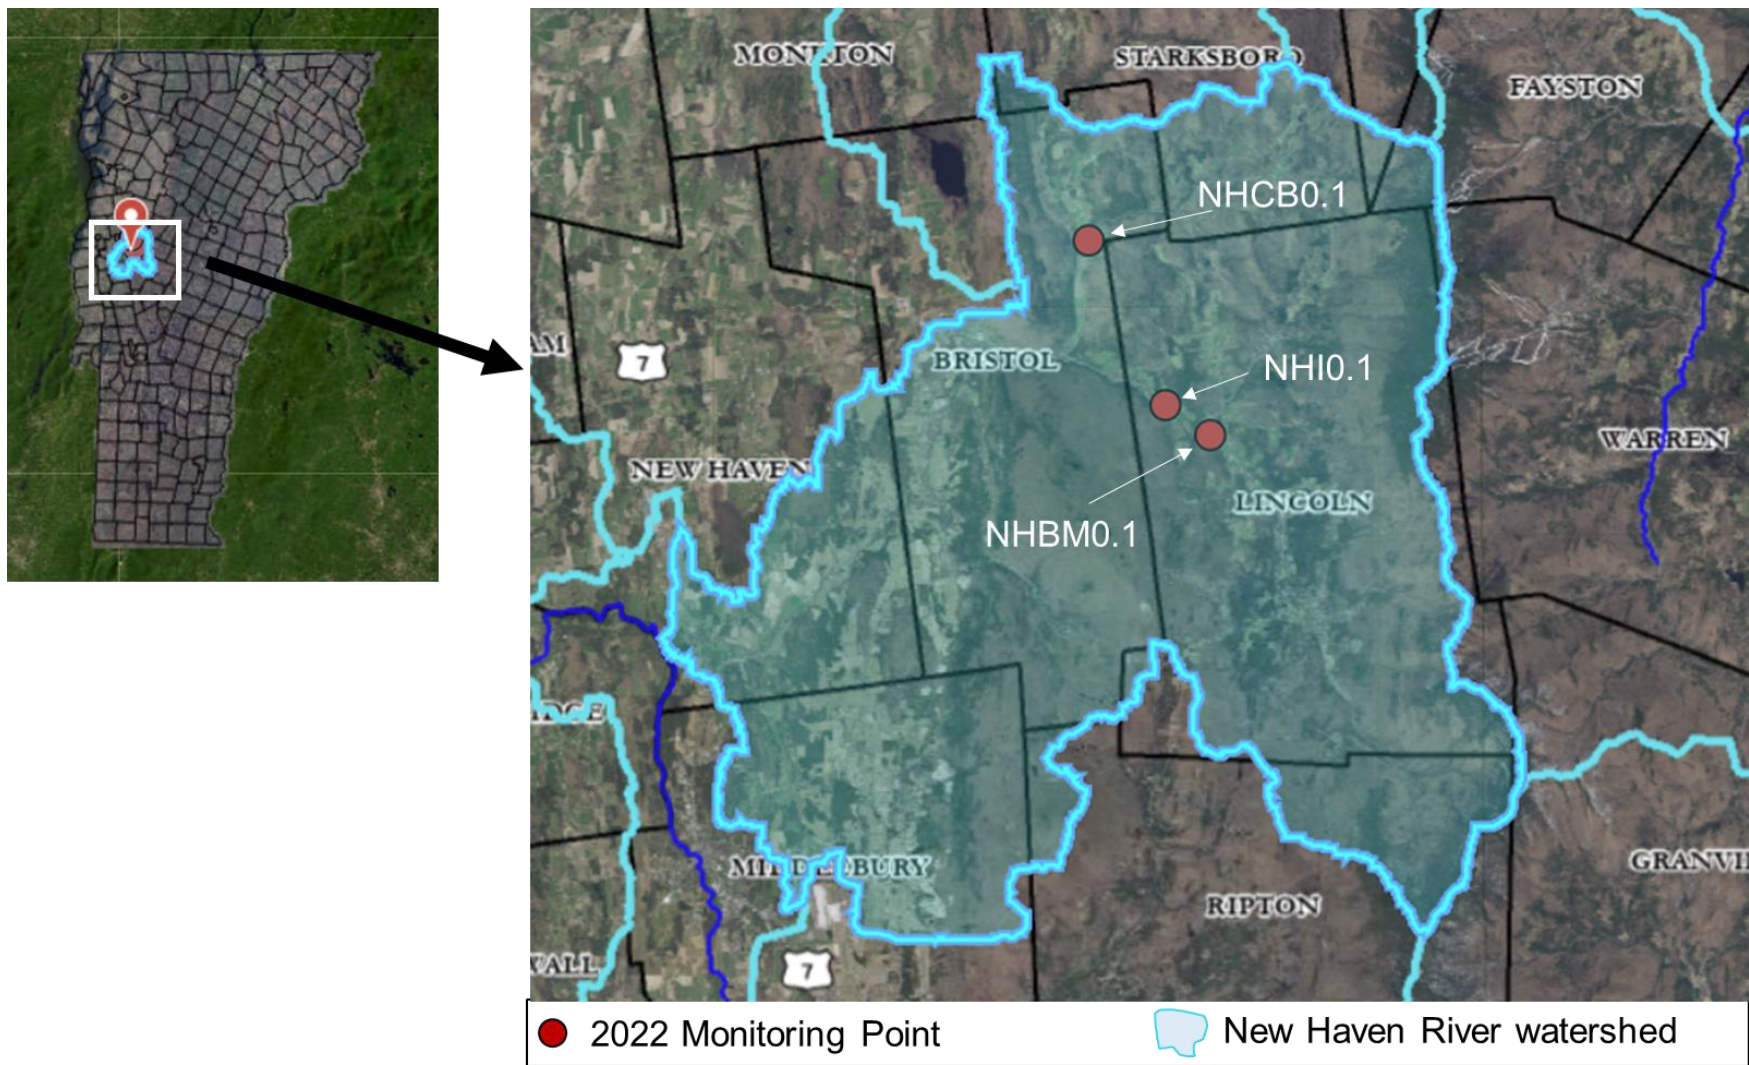 MONKTON
STARKSBORO
FAYSTON
NHCB0.1
7
BRISTOL
NHI0.1
WARREN
NEW HAVEN
LINCOLN
NHBM0.1
MIDDLEBURY
RIPTON
7
2022 Monitoring Point
New Haven River watershed